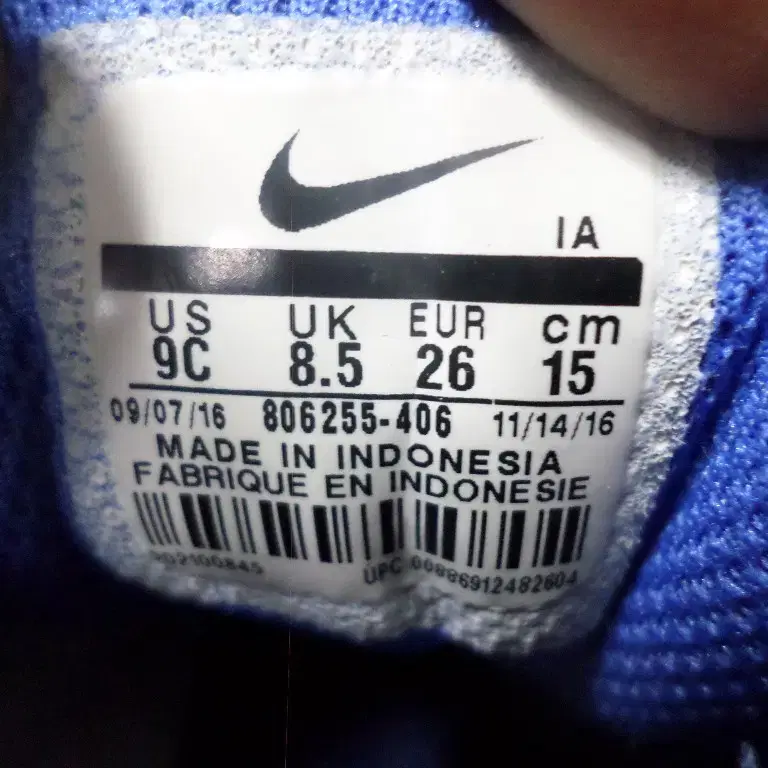 IA
US UK EUR cm
9C 8.5 26 15
09/07/16 806255-406 11/14/16
MADE IN INDONESIA
FABRIQUE EN INDONESIE
UPC 00886912482604